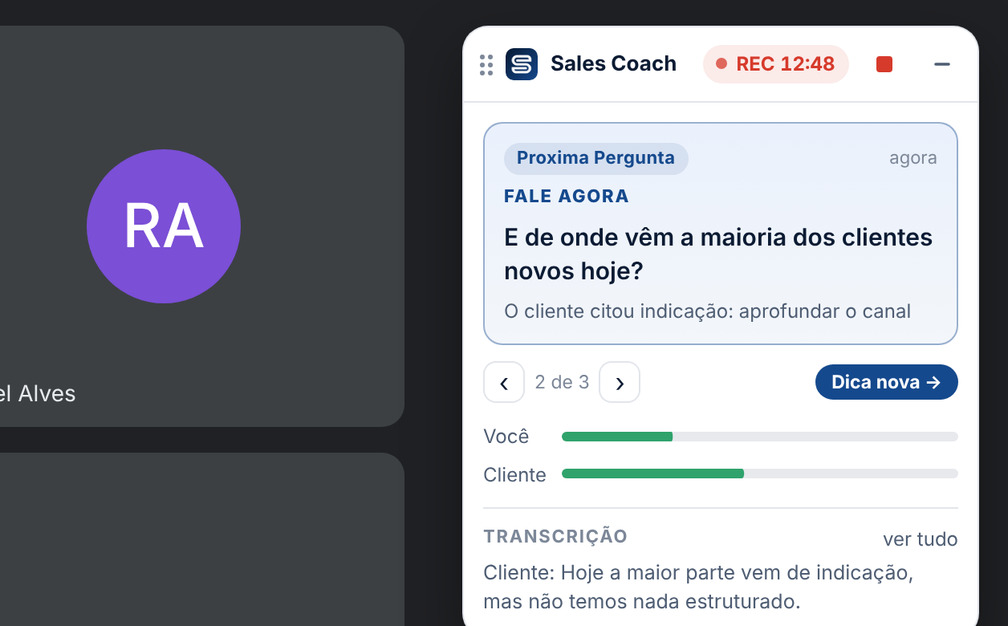 RA
el Alves
Sales Coach
REC 12:48
Proxima Pergunta
agora
FALE AGORA
E de onde vêm a maioria dos clientes
novos hoje?
O cliente citou indicação: aprofundar o canal
‹ 2 de 3 ›
Dica nova →
Você
Cliente
TRANSCRIÇÃO
ver tudo
Cliente: Hoje a maior parte vem de indicação,
mas não temos nada estruturado.